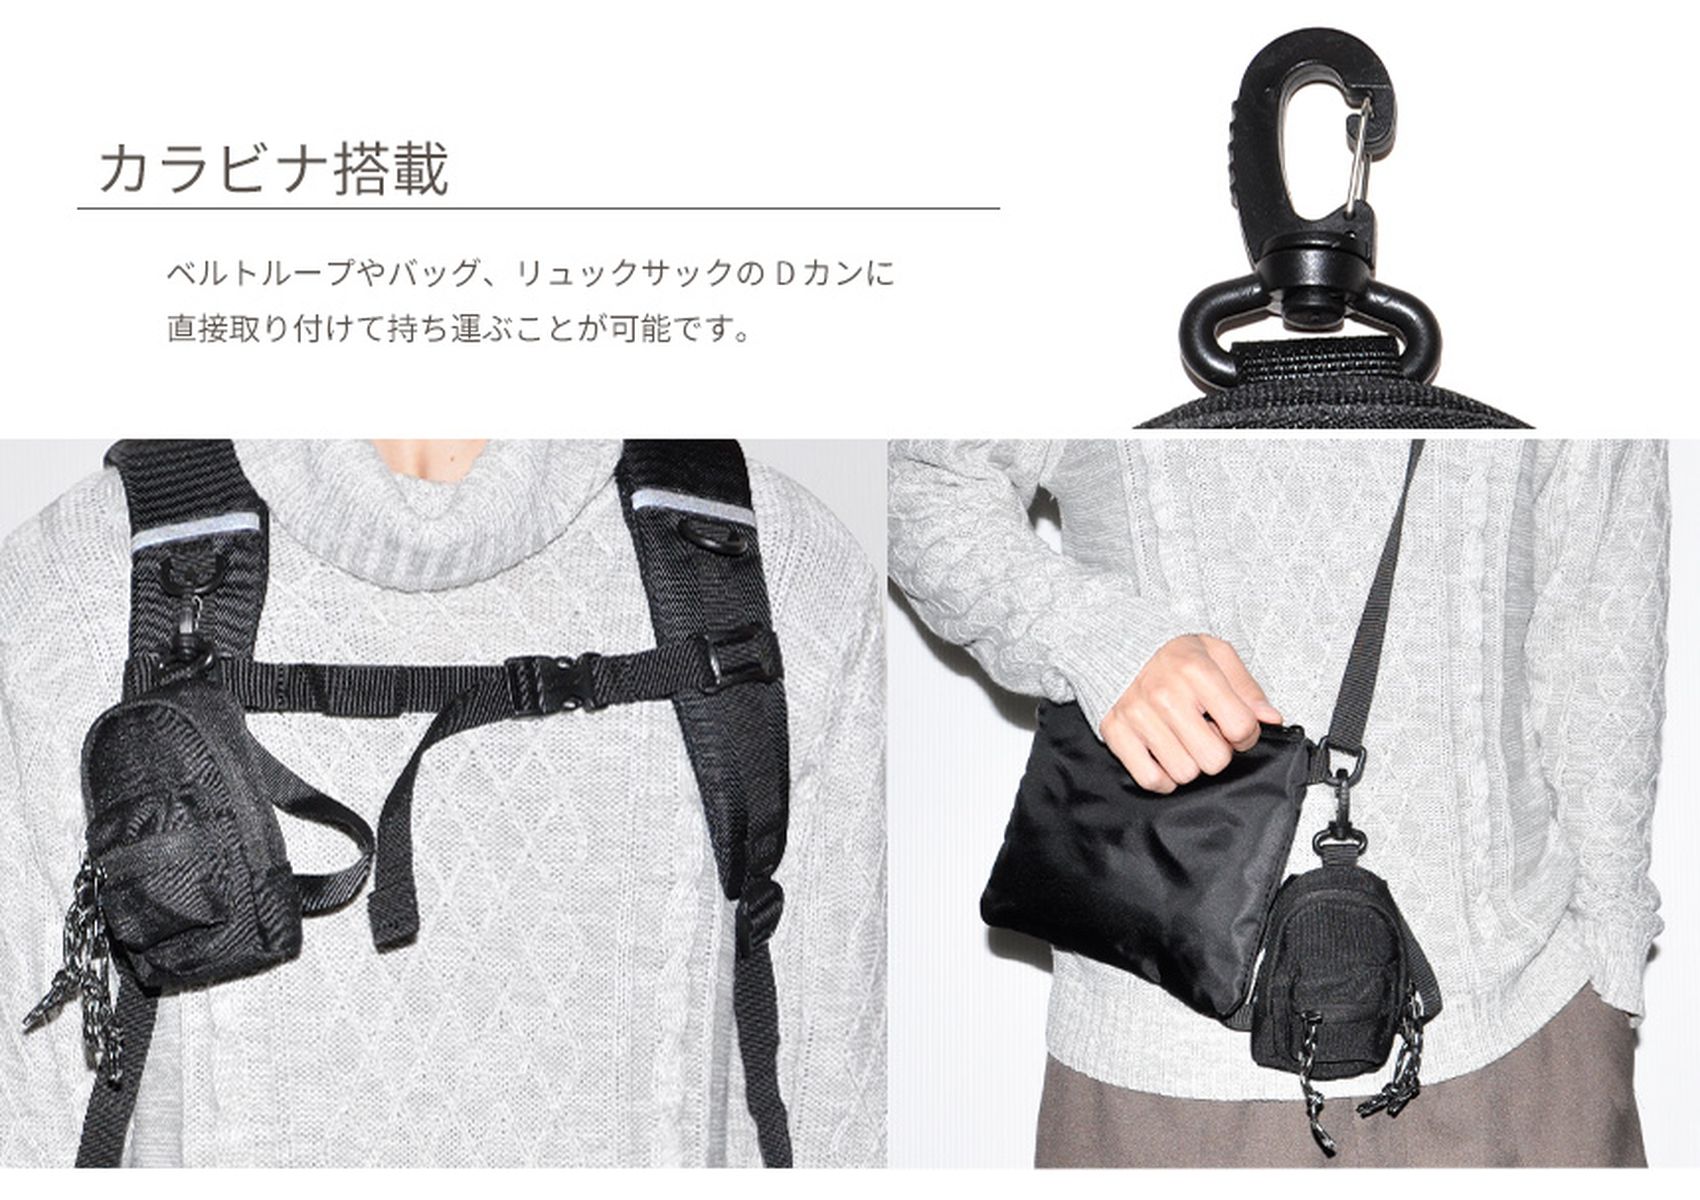 カラビナ搭載
ベルトループやバッグ、リュックサックのDカンに
直接取り付けて持ち運ぶことが可能です。